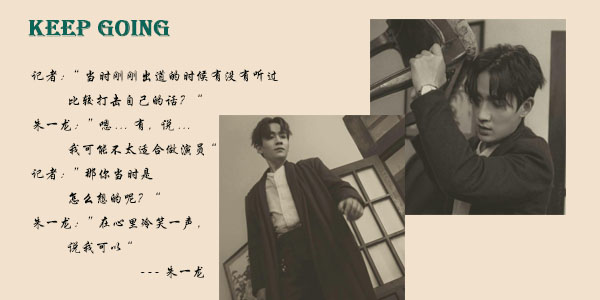 KEEP GOING
记者：“当时刚刚出道的时候有没有听过
比较打击自己的话？“
朱一龙：“嗯...有，说...
我可能不太适合做演员“
记者：“那你当时是
怎么想的呢？“
朱一龙：“在心里冷笑一声，
说我可以“
---朱一龙